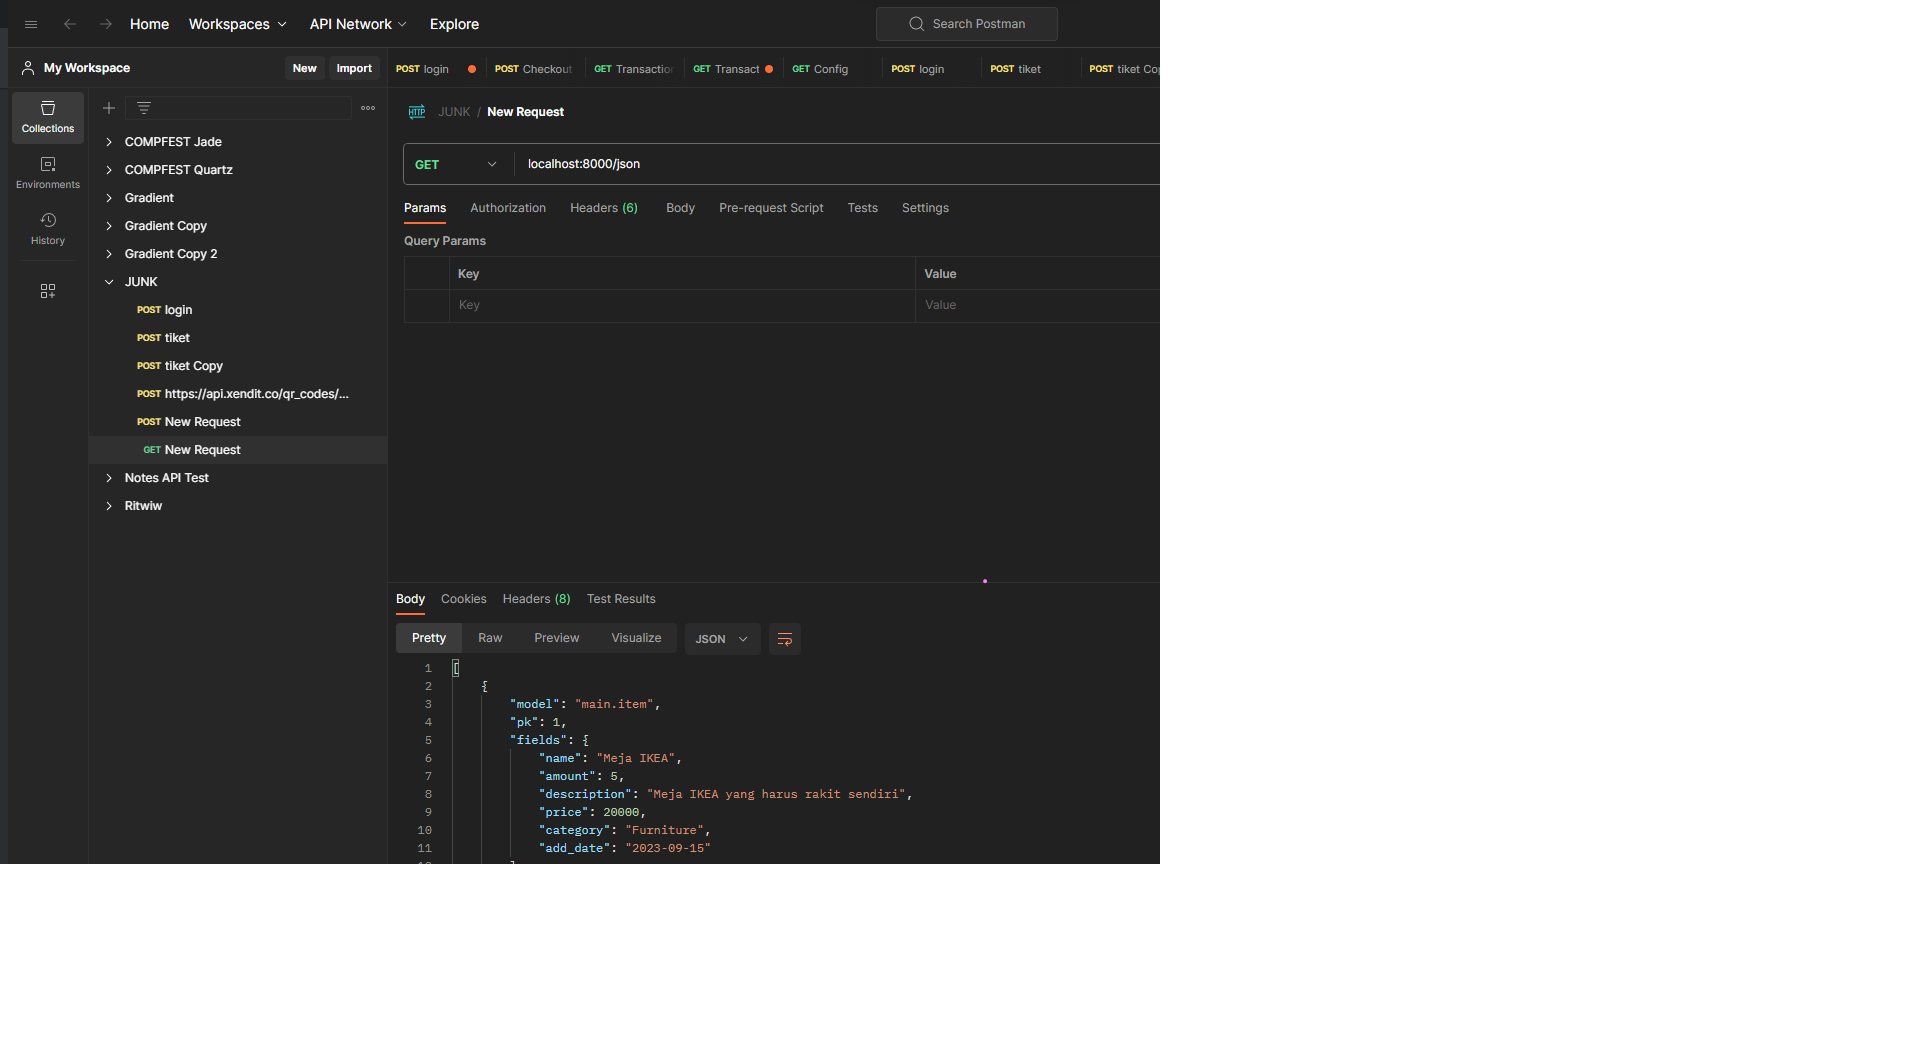 Home Workspaces API Network Explore Search Postman
My Workspace New Import
POST login POST Checkout GET Transaction GET Transact GET Config POST login POST tiket POST tiket Co
Collections
Environments
History
COMPFEST Jade
COMPFEST Quartz
Gradient
Gradient Copy
Gradient Copy 2
JUNK
POST login
POST tiket
POST tiket Copy
POST https://api.xendit.co/qr_codes/...
POST New Request
GET New Request
Notes API Test
Ritwiw
HTTP JUNK / New Request
GET localhost:8000/json
Params Authorization Headers (6) Body Pre-request Script Tests Settings
Query Params
Key Value
Key Value
Body Cookies Headers (8) Test Results
Pretty Raw Preview Visualize JSON
1 [
2 {
3 "model": "main.item",
4 "pk": 1,
5 "fields": {
6 "name": "Meja IKEA",
7 "amount": 5,
8 "description": "Meja IKEA yang harus rakit sendiri",
9 "price": 20000,
10 "category": "Furniture",
11 "add_date": "2023-09-15"